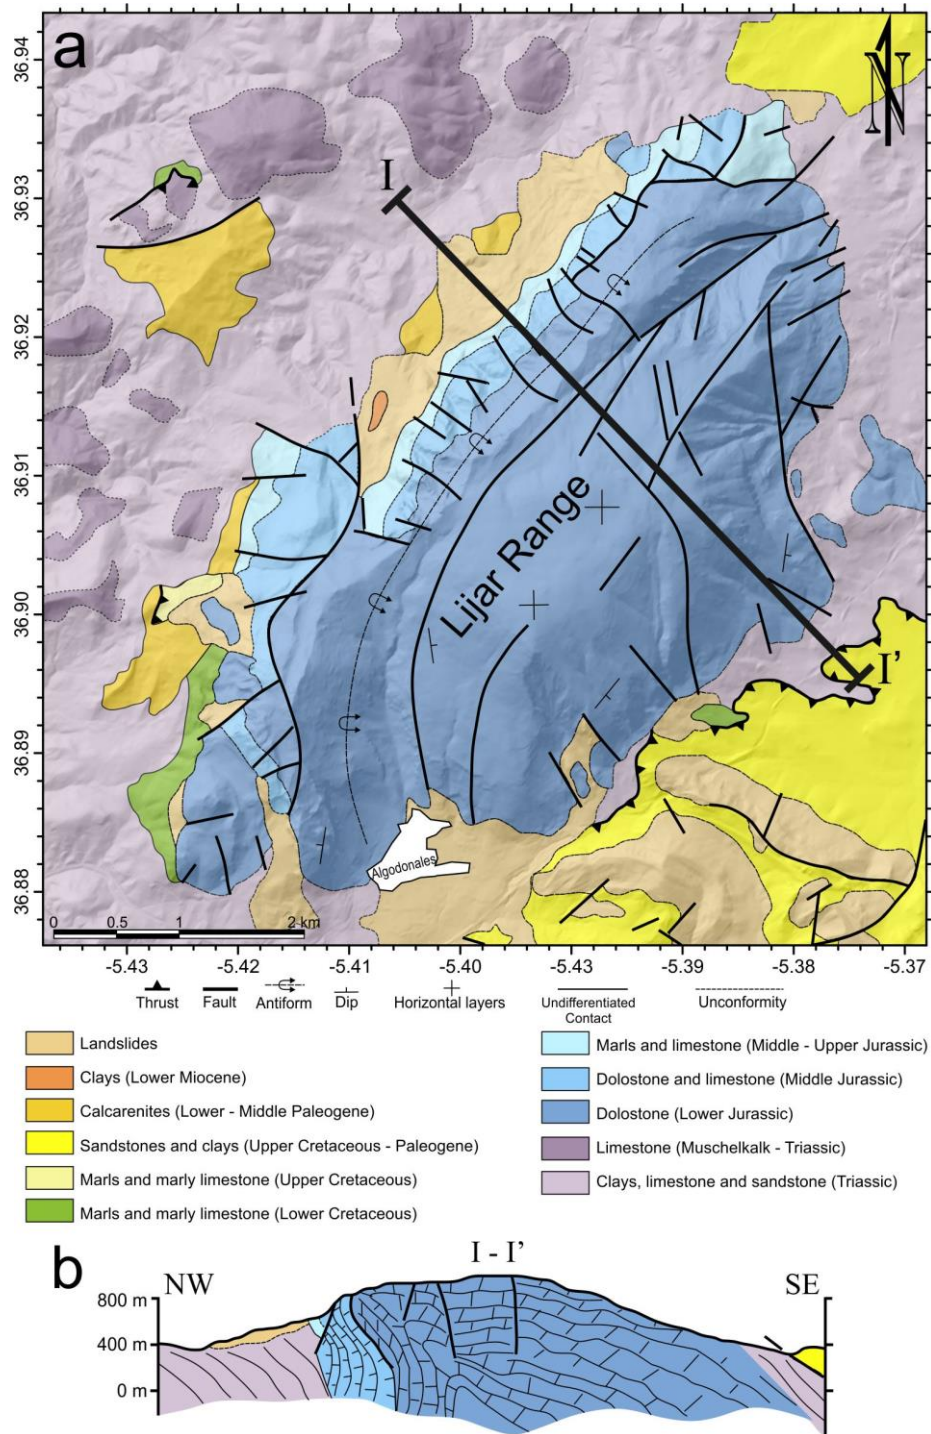 a
N
36.94
36.93
36.92
36.91
36.90
36.89
36.88
I
Lijar Range
I'
Algodonales
0 0.5 1 2 km
-5.43 -5.42 -5.41 -5.40 -5.43 -5.39 -5.38 -5.37
Thrust Fault Antiform Dip Horizontal layers Undifferentiated Contact Unconformity
Landslides
Clays (Lower Miocene)
Calcarenites (Lower - Middle Paleogene)
Sandstones and clays (Upper Cretaceous - Paleogene)
Marls and marly limestone (Upper Cretaceous)
Marls and marly limestone (Lower Cretaceous)
Marls and limestone (Middle - Upper Jurassic)
Dolostone and limestone (Middle Jurassic)
Dolostone (Lower Jurassic)
Limestone (Muschelkalk - Triassic)
Clays, limestone and sandstone (Triassic)
b
I - I'
NW
SE
800 m
400 m
0 m